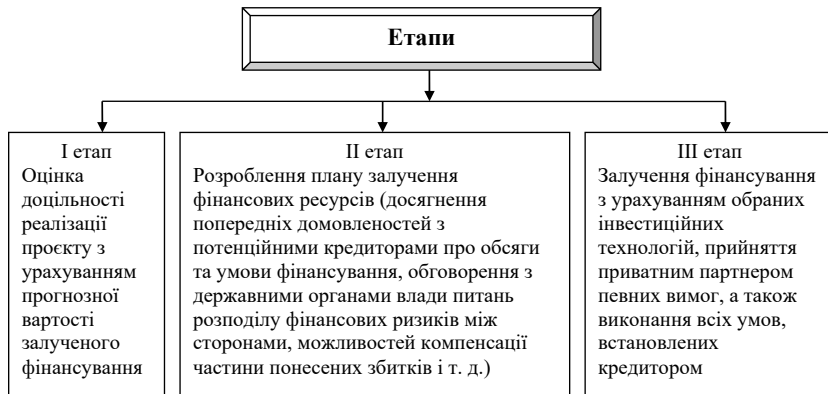 Етапи
І етап
Оцінка
доцільності
реалізації
проєкту з
урахуванням
прогнозної
вартості
залученого
фінансування
ІІ етап
Розроблення плану залучення
фінансових ресурсів (досягнення
попередніх домовленостей з
потенційними кредиторами про обсяги
та умови фінансування, обговорення з
державними органами влади питань
розподілу фінансових ризиків між
сторонами, можливостей компенсації
частини понесених збитків і т. д.)
ІІІ етап
Залучення фінансування
з урахуванням обраних
інвестиційних
технологій, прийняття
приватним партнером
певних вимог, а також
виконання всіх умов,
встановлених
кредитором